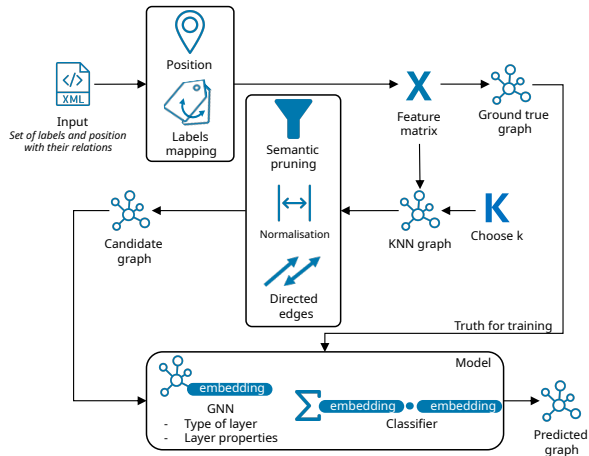 Position
</>
XML
Input
Set of labels and position
with their relations
Labels
mapping
X
Feature
matrix
Ground true
graph
Semantic
pruning
Normalisation
Directed
edges
Candidate
graph
KNN graph
K
Choose k
Truth for training
Model
embedding
GNN
- Type of layer
- Layer properties
Σ embedding • embedding
Classifier
Predicted
graph